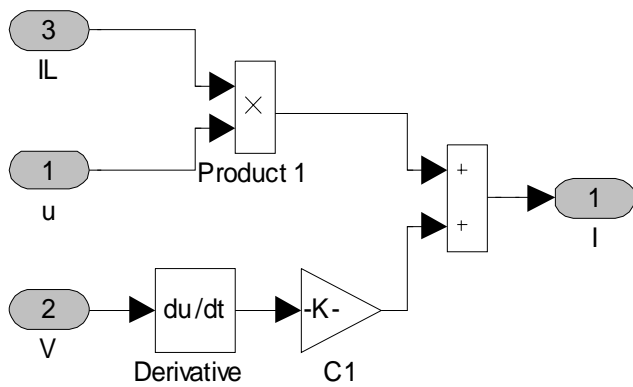 3
IL
×
1
u
Product 1
+
+
1
I
2
V
du/dt
Derivative
-K-
C1